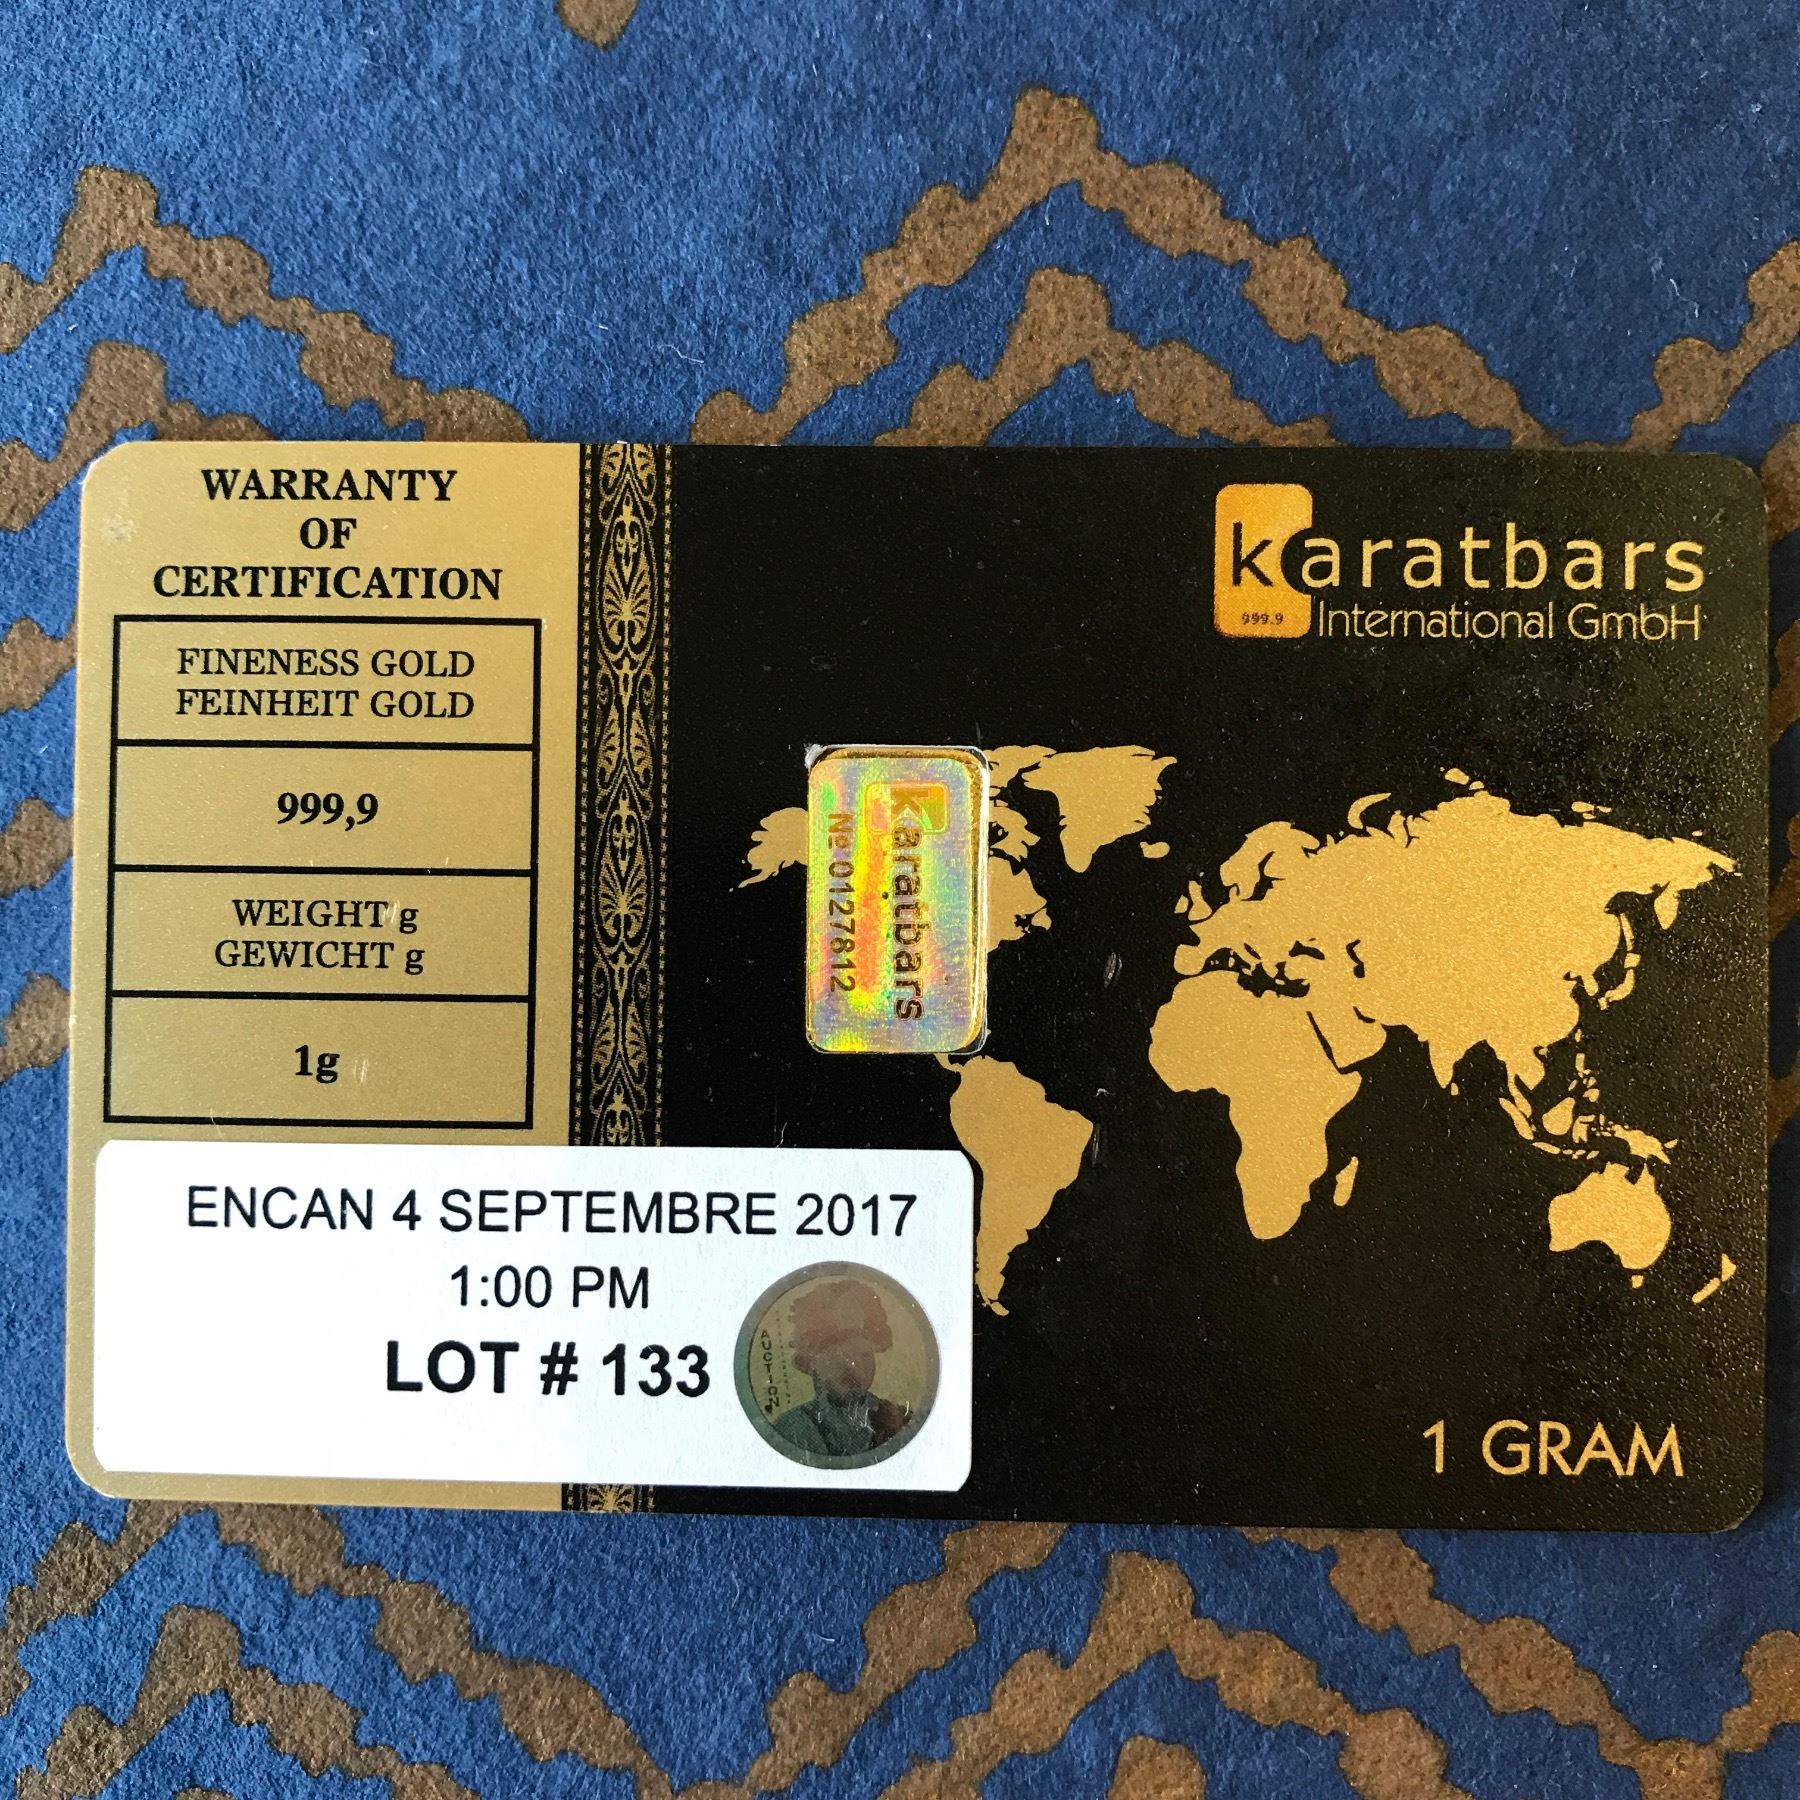 WARRANTY
OF
CERTIFICATION
FINENESS GOLD
FEINHEIT GOLD
999,9
WEIGHT g
GEWICHT g
1g
karatbars
999.9
International GmbH
karatbars
№ 0127812
ENCAN 4 SEPTEMBRE 2017
1:00 PM
LOT # 133
AUCTION
1 GRAM